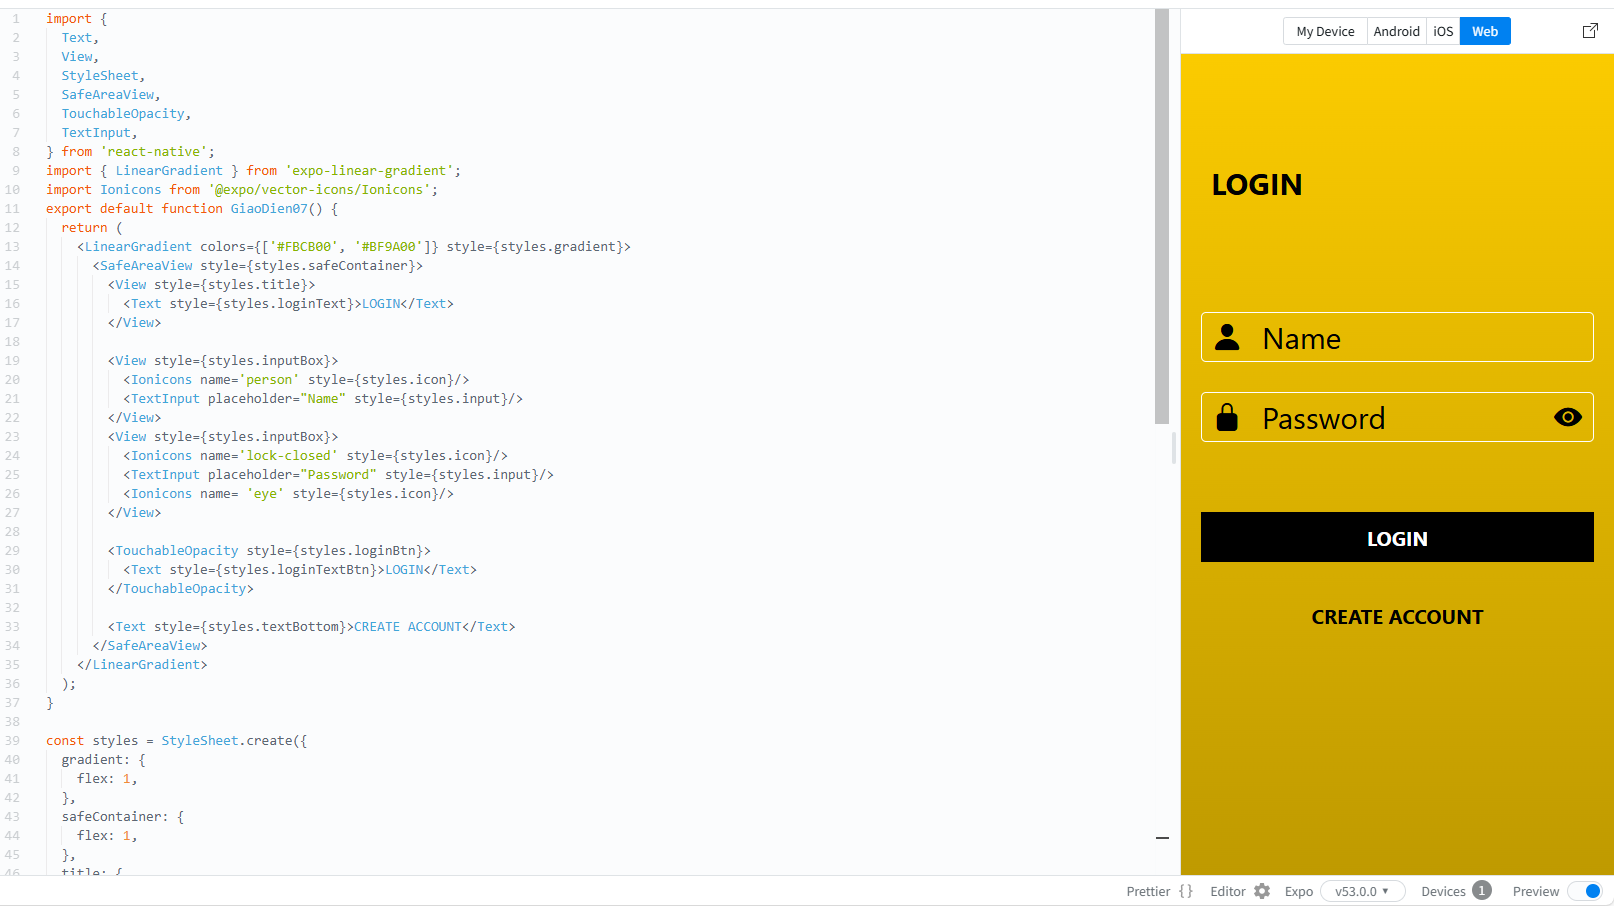 1 import {
2 Text,
3 View,
4 StyleSheet,
5 SafeAreaView,
6 TouchableOpacity,
7 TextInput,
8 } from 'react-native';
9 import { LinearGradient } from 'expo-linear-gradient';
10 import Ionicons from '@expo/vector-icons/Ionicons';
11 export default function GiaoDien07() {
12 return (
13 <LinearGradient colors={['#FBCB00', '#BF9A00']} style={styles.gradient}>
14 <SafeAreaView style={styles.safeContainer}>
15 <View style={styles.title}>
16 <Text style={styles.loginText}>LOGIN</Text>
17 </View>
18
19 <View style={styles.inputBox}>
20 <Ionicons name='person' style={styles.icon}/>
21 <TextInput placeholder="Name" style={styles.input}/>
22 </View>
23 <View style={styles.inputBox}>
24 <Ionicons name='lock-closed' style={styles.icon}/>
25 <TextInput placeholder="Password" style={styles.input}/>
26 <Ionicons name= 'eye' style={styles.icon}/>
27 </View>
28
29 <TouchableOpacity style={styles.loginBtn}>
30 <Text style={styles.loginTextBtn}>LOGIN</Text>
31 </TouchableOpacity>
32
33 <Text style={styles.textBottom}>CREATE ACCOUNT</Text>
34 </SafeAreaView>
35 </LinearGradient>
36 );
37 }
38
39 const styles = StyleSheet.create({
40 gradient: {
41 flex: 1,
42 },
43 safeContainer: {
44 flex: 1,
45 },
46 title: {
My Device Android iOS Web
LOGIN
Name
Password
LOGIN
CREATE ACCOUNT
Prettier {} Editor Expo v53.0.0 ▼ Devices 1 Preview